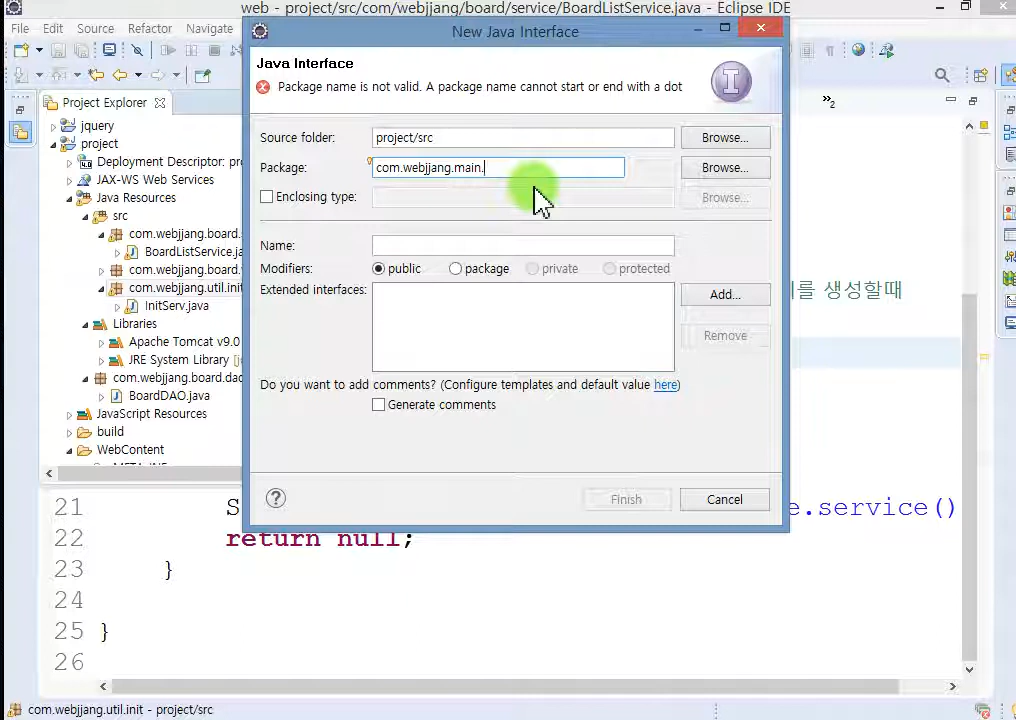 web - project/src/com/webjjang/board/service/BoardListService.java - Eclipse IDE
File Edit Source Refactor Navigate
New Java Interface
Java Interface
Package name is not valid. A package name cannot start or end with a dot
Project Explorer
jquery
project
Deployment Descriptor: pr
JAX-WS Web Services
Java Resources
src
com.webjjang.board.
BoardListService.ja
com.webjjang.board.
com.webjjang.util.init
InitServ.java
Libraries
Apache Tomcat v9.0
JRE System Library [j
com.webjjang.board.dao
BoardDAO.java
JavaScript Resources
build
WebContent
Source folder: project/src Browse...
Package: com.webjjang.main. Browse...
Enclosing type: Browse...
Name:
Modifiers: public package private protected
Extended interfaces: Add...
Remove
를 생성할때
Do you want to add comments? (Configure templates and default value here)
Generate comments
? Finish Cancel
21 S e.service()
22 return null;
23 }
24
25 }
26
com.webjjang.util.init - project/src